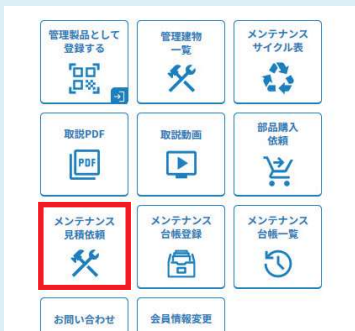 管理製品として
登録する
管理建物
一覧
メンテナンス
サイクル表
取説PDF
PDF
取説動画
部品購入
依頼
メンテナンス
見積依頼
メンテナンス
台帳登録
メンテナンス
台帳一覧
お問い合わせ
会員情報変更